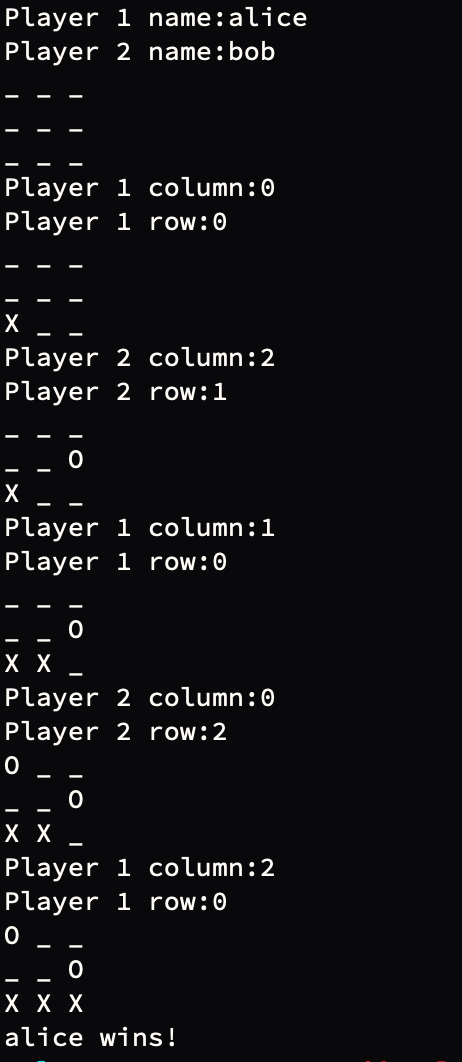 Player 1 name:alice
Player 2 name:bob
_ _ _
_ _ _
_ _ _
Player 1 column:0
Player 1 row:0
_ _ _
_ _ _
X _ _
Player 2 column:2
Player 2 row:1
_ _ _
_ _ O
X _ _
Player 1 column:1
Player 1 row:0
_ _ _
_ _ O
X X _
Player 2 column:0
Player 2 row:2
O _ _
_ _ O
X X _
Player 1 column:2
Player 1 row:0
O _ _
_ _ O
X X X
alice wins!